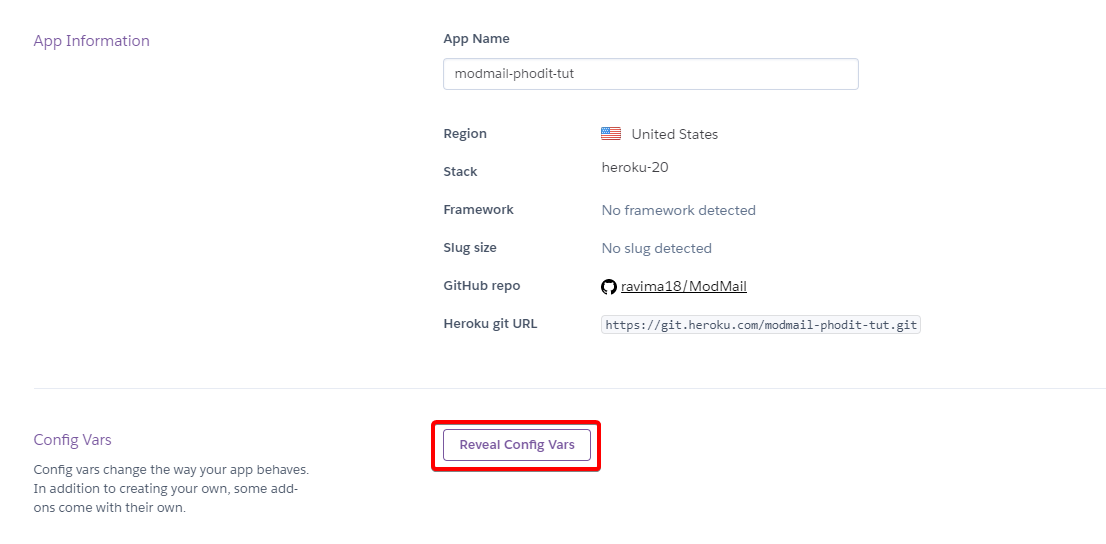 App Information
App Name
modmail-phodit-tut
Region
United States
Stack
heroku-20
Framework
No framework detected
Slug size
No slug detected
GitHub repo
ravima18/ModMail
Heroku git URL
https://git.heroku.com/modmail-phodit-tut.git
Config Vars
Config vars change the way your app behaves.
In addition to creating your own, some add-
ons come with their own.
Reveal Config Vars